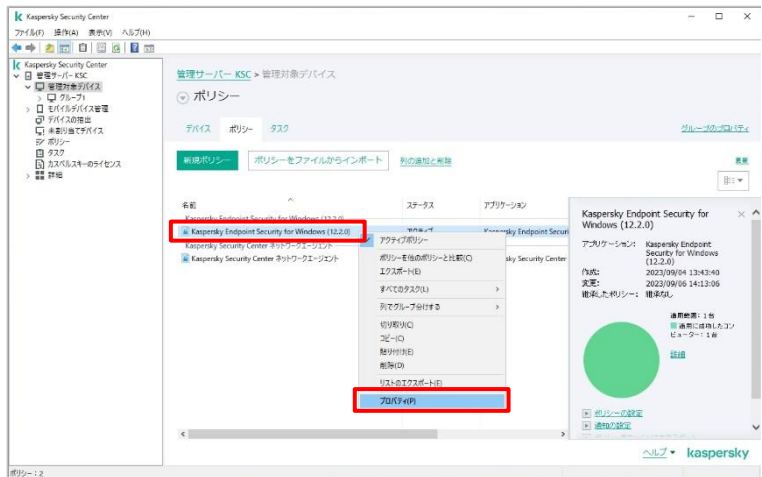 Kaspersky Security Center
ファイル(F) 操作(A) 表示(V) ヘルプ(H)
Kaspersky Security Center
管理サーバー KSC
管理対象デバイス
グループ1
モバイルデバイス管理
デバイスの抽出
未割り当てデバイス
ポリシー
タスク
カスペルスキーのライセンス
詳細
管理サーバー KSC > 管理対象デバイス
ポリシー
デバイス ポリシー タスク
グループのプロパティ
新規ポリシー ポリシーをファイルからインポート 列の追加と削除
名前 ステータス アプリケーション
Kaspersky Endpoint Security for Windows (12.2.0)
Kaspersky Endpoint Security for Windows (12.2.0) アクティブ Kaspersky Endpoint Securi
Kaspersky Security Center ネットワークエージェント
Kaspersky Security Center ネットワークエージェント sky Security Center
アクティブポリシー
ポリシーを他のポリシーと比較(C)
エクスポート(E)
すべてのタスク(L)
列でグループ分けする
切り取り(C)
コピー(C)
貼り付け(E)
削除(D)
リストのエクスポート(E)
プロパティ(P)
Kaspersky Endpoint Security for
Windows (12.2.0)
アプリケーション: Kaspersky Endpoint
Security for Windows
(12.2.0)
作成: 2023/09/04 13:43:40
変更: 2023/09/06 14:13:06
継承したポリシー: 継承なし
適用範囲: 1 台
適用に成功したコン
ピューター: 1 台
詳細
ポリシーの設定
通知の設定
ヘルプ kaspersky
ポリシー: 2